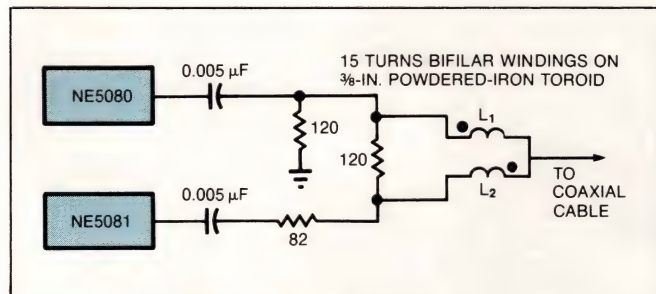 15 TURNS BIFILAR WINDINGS ON
3/8-IN. POWDERED-IRON TOROID
0.005 µF
NE5080
120
120
L1
L2
TO
COAXIAL
CABLE
0.005 µF
NE5081
82